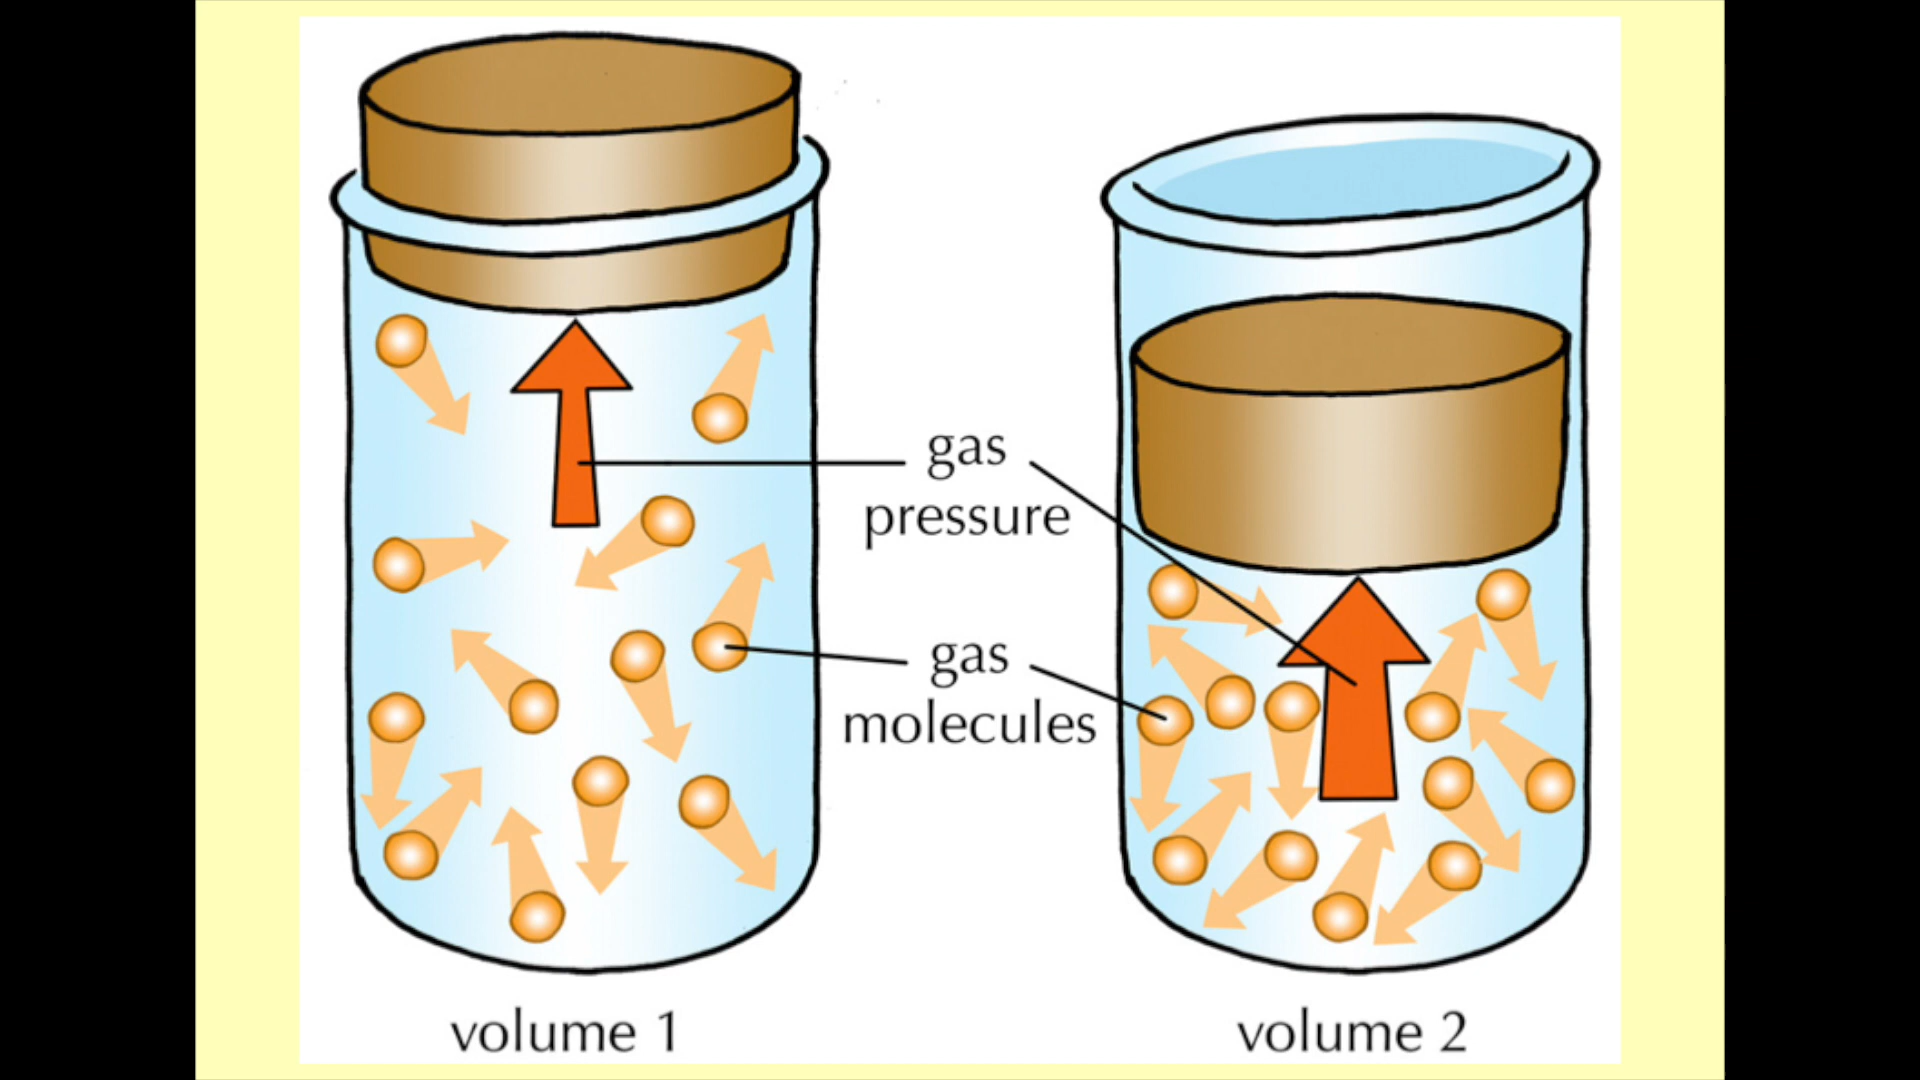 gas
pressure
gas
molecules
volume 1
volume 2